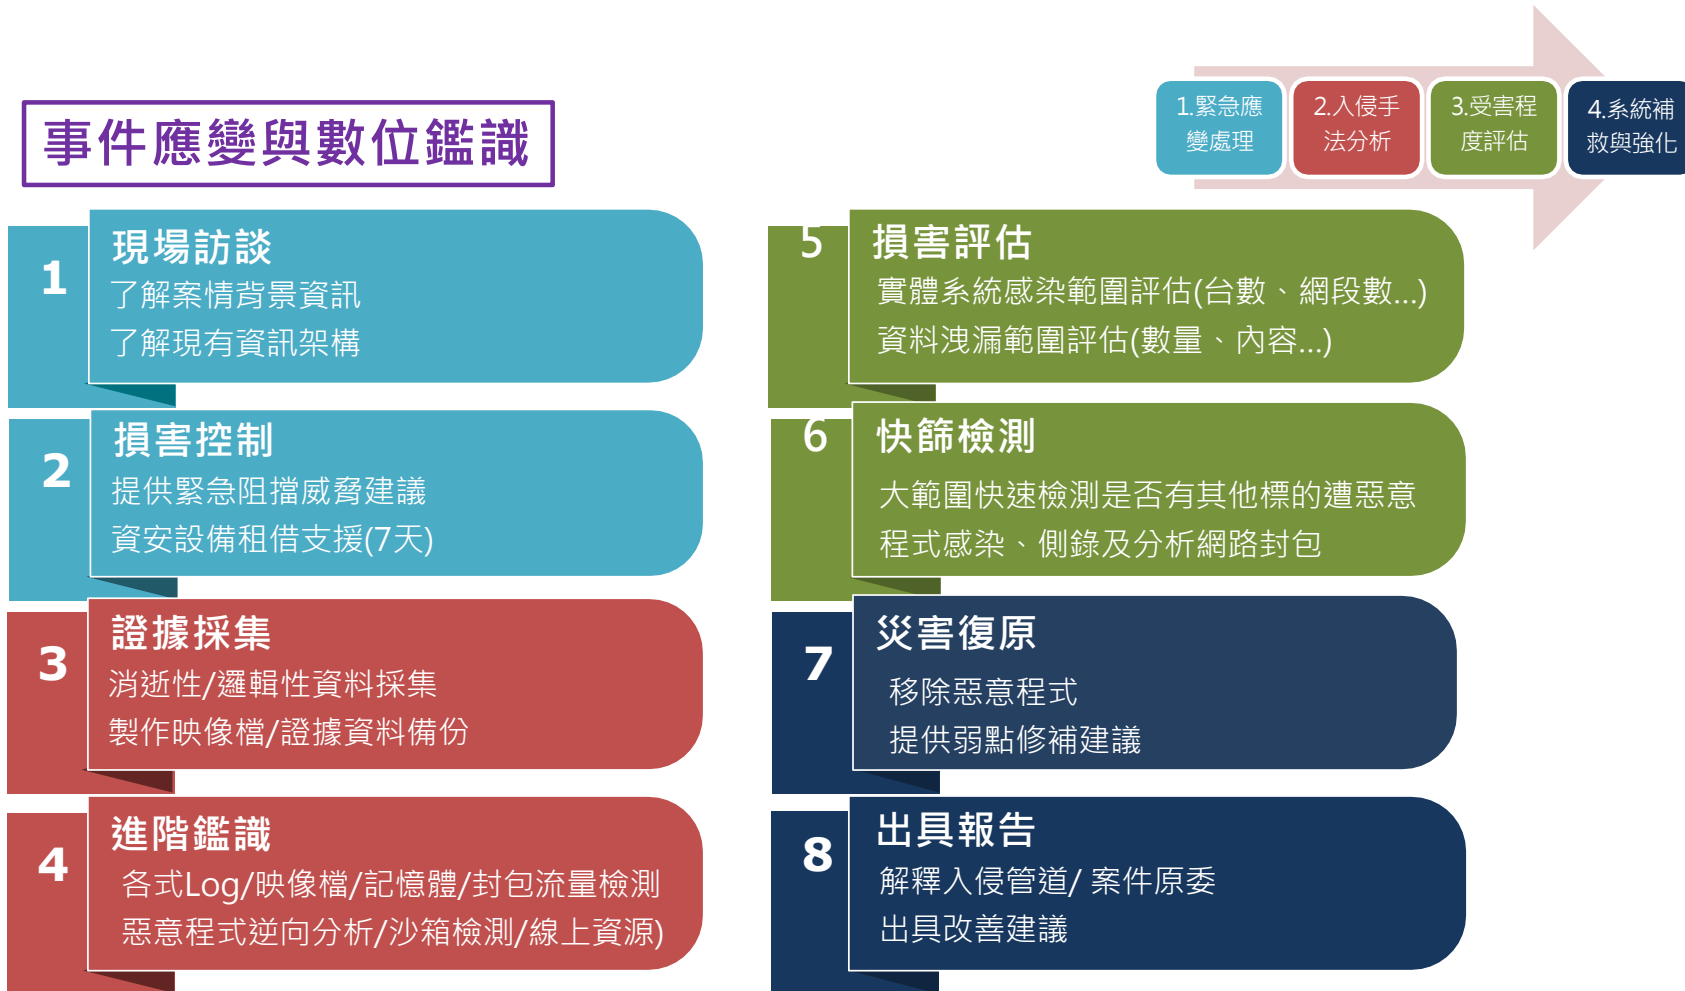 事件應變與數位鑑識
1.緊急應
變處理
2.入侵手
法分析
3.受害程
度評估
4.系統補
救與強化
1
現場訪談
了解案情背景資訊
了解現有資訊架構
2
損害控制
提供緊急阻擋威脅建議
資安設備租借支援(7天)
3
證據採集
消逝性/邏輯性資料採集
製作映像檔/證據資料備份
4
進階鑑識
各式Log/映像檔/記憶體/封包流量檢測
惡意程式逆向分析/沙箱檢測/線上資源)
5
損害評估
實體系統感染範圍評估(台數、網段數...)
資料洩漏範圍評估(數量、內容...)
6
快篩檢測
大範圍快速檢測是否有其他標的遭惡意
程式感染、側錄及分析網路封包
7
災害復原
移除惡意程式
提供弱點修補建議
8
出具報告
解釋入侵管道/ 案件原委
出具改善建議